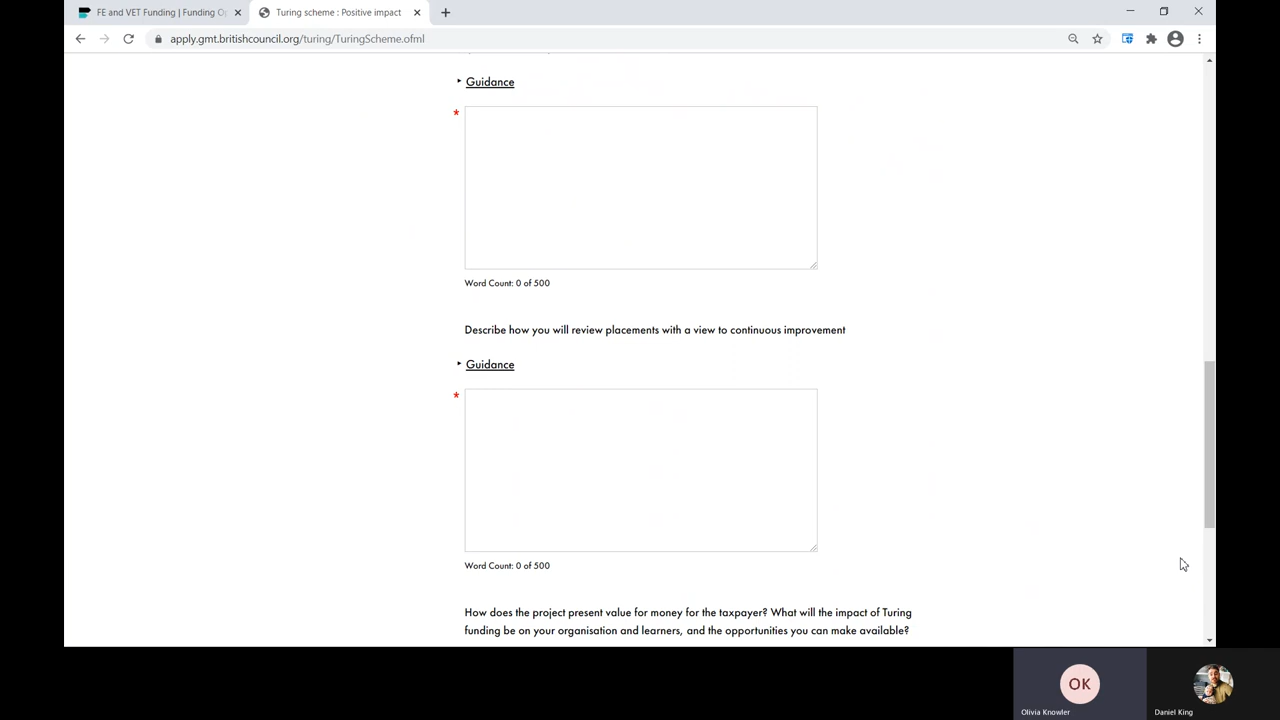 FE and VET Funding | Funding Op
Turing scheme : Positive impact
apply.gmt.britishcouncil.org/turing/TuringScheme.ofml
Guidance
*
Word Count: 0 of 500
Describe how you will review placements with a view to continuous improvement
Guidance
*
Word Count: 0 of 500
How does the project present value for money for the taxpayer? What will the impact of Turing
funding be on your organisation and learners, and the opportunities you can make available?
OK
Olivia Knowler
Daniel King